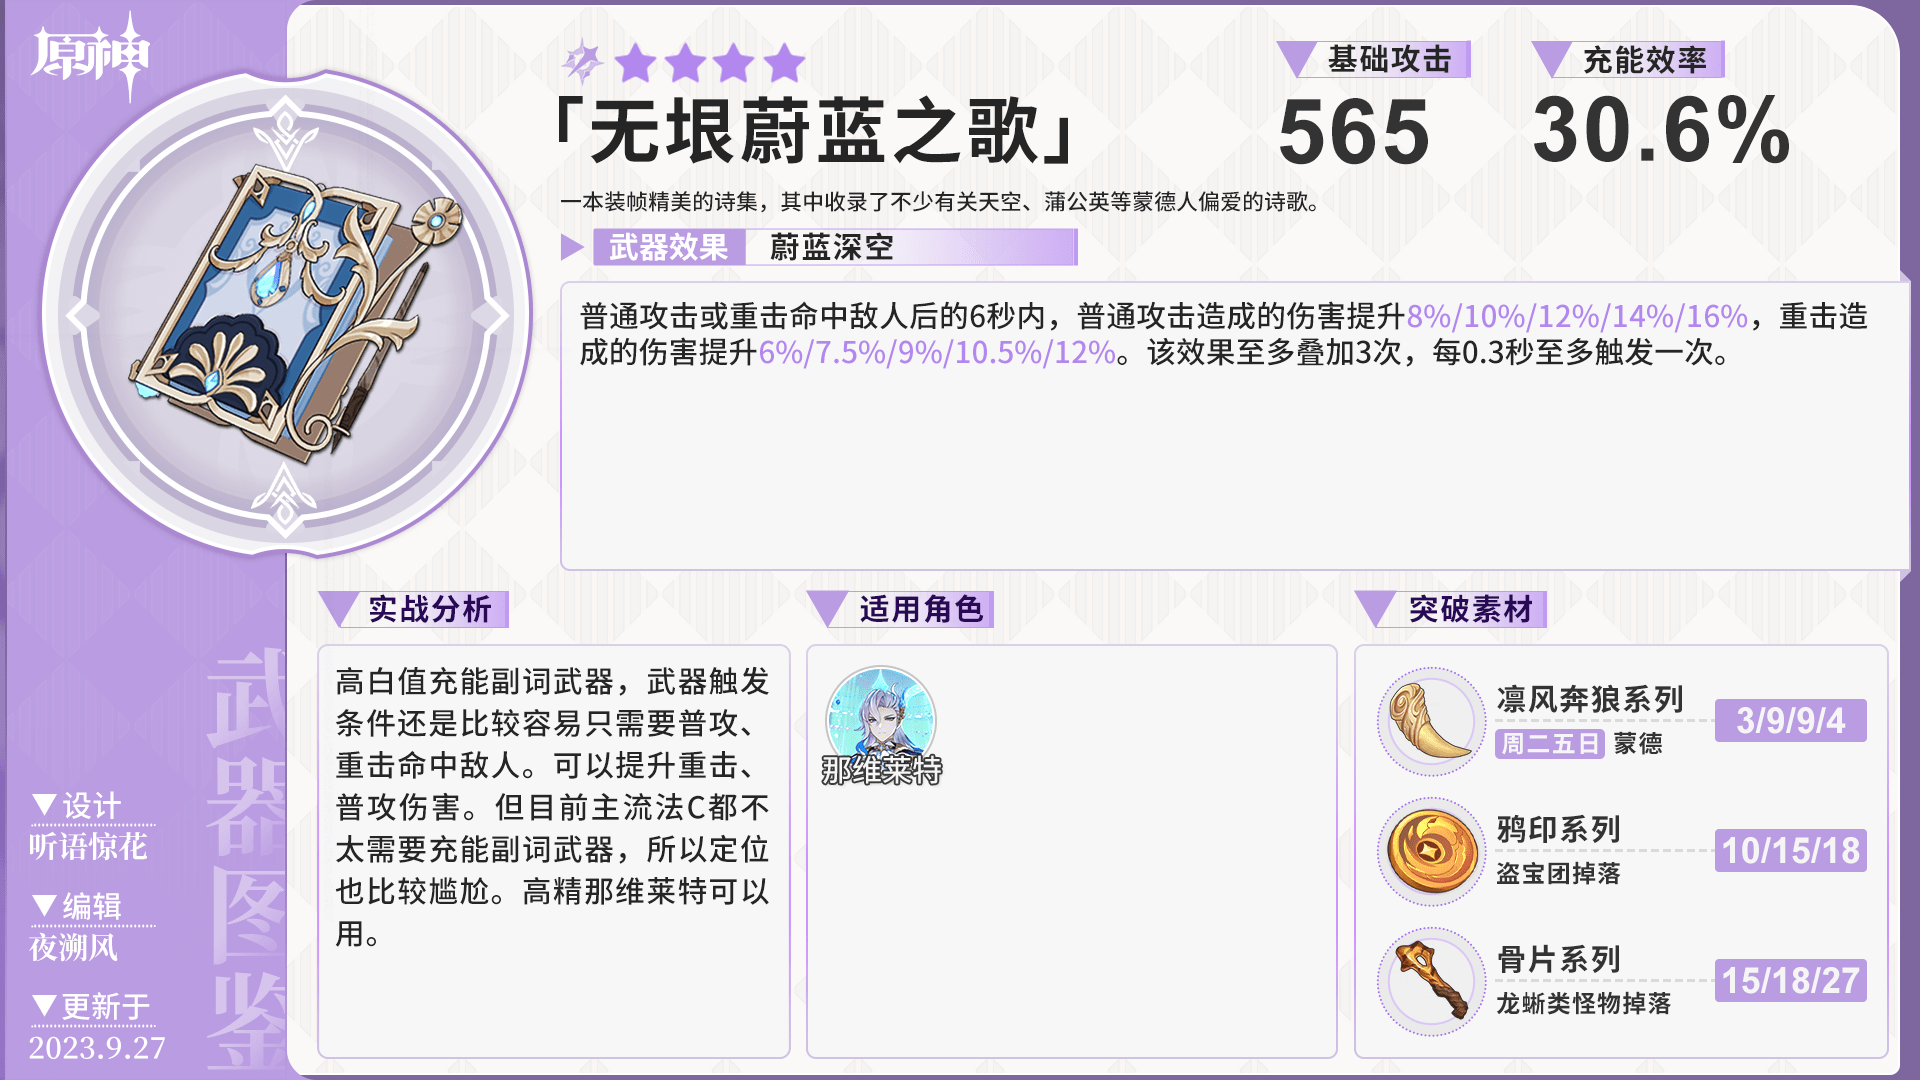 原神
「无垠蔚蓝之歌」
基础攻击
565
充能效率
30.6%
一本装帧精美的诗集，其中收录了不少有关天空、蒲公英等蒙德人偏爱的诗歌。
武器效果
蔚蓝深空
普通攻击或重击命中敌人后的6秒内，普通攻击造成的伤害提升8%/10%/12%/14%/16%，重击造
成的伤害提升6%/7.5%/9%/10.5%/12%。该效果至多叠加3次，每0.3秒至多触发一次。
实战分析
高白值充能副词武器，武器触发
条件还是比较容易只需要普攻、
重击命中敌人。可以提升重击、
普攻伤害。但目前主流法C都不
太需要充能副词武器，所以定位
也比较尴尬。高精那维莱特可以
用。
适用角色
那维莱特
突破素材
凛风奔狼系列
3/9/9/4
周二五日 蒙德
鸦印系列
10/15/18
盗宝团掉落
骨片系列
15/18/27
龙蜥类怪物掉落
武器图鉴
▼设计
听语惊花
▼编辑
夜溯风
▼更新于
2023.9.27